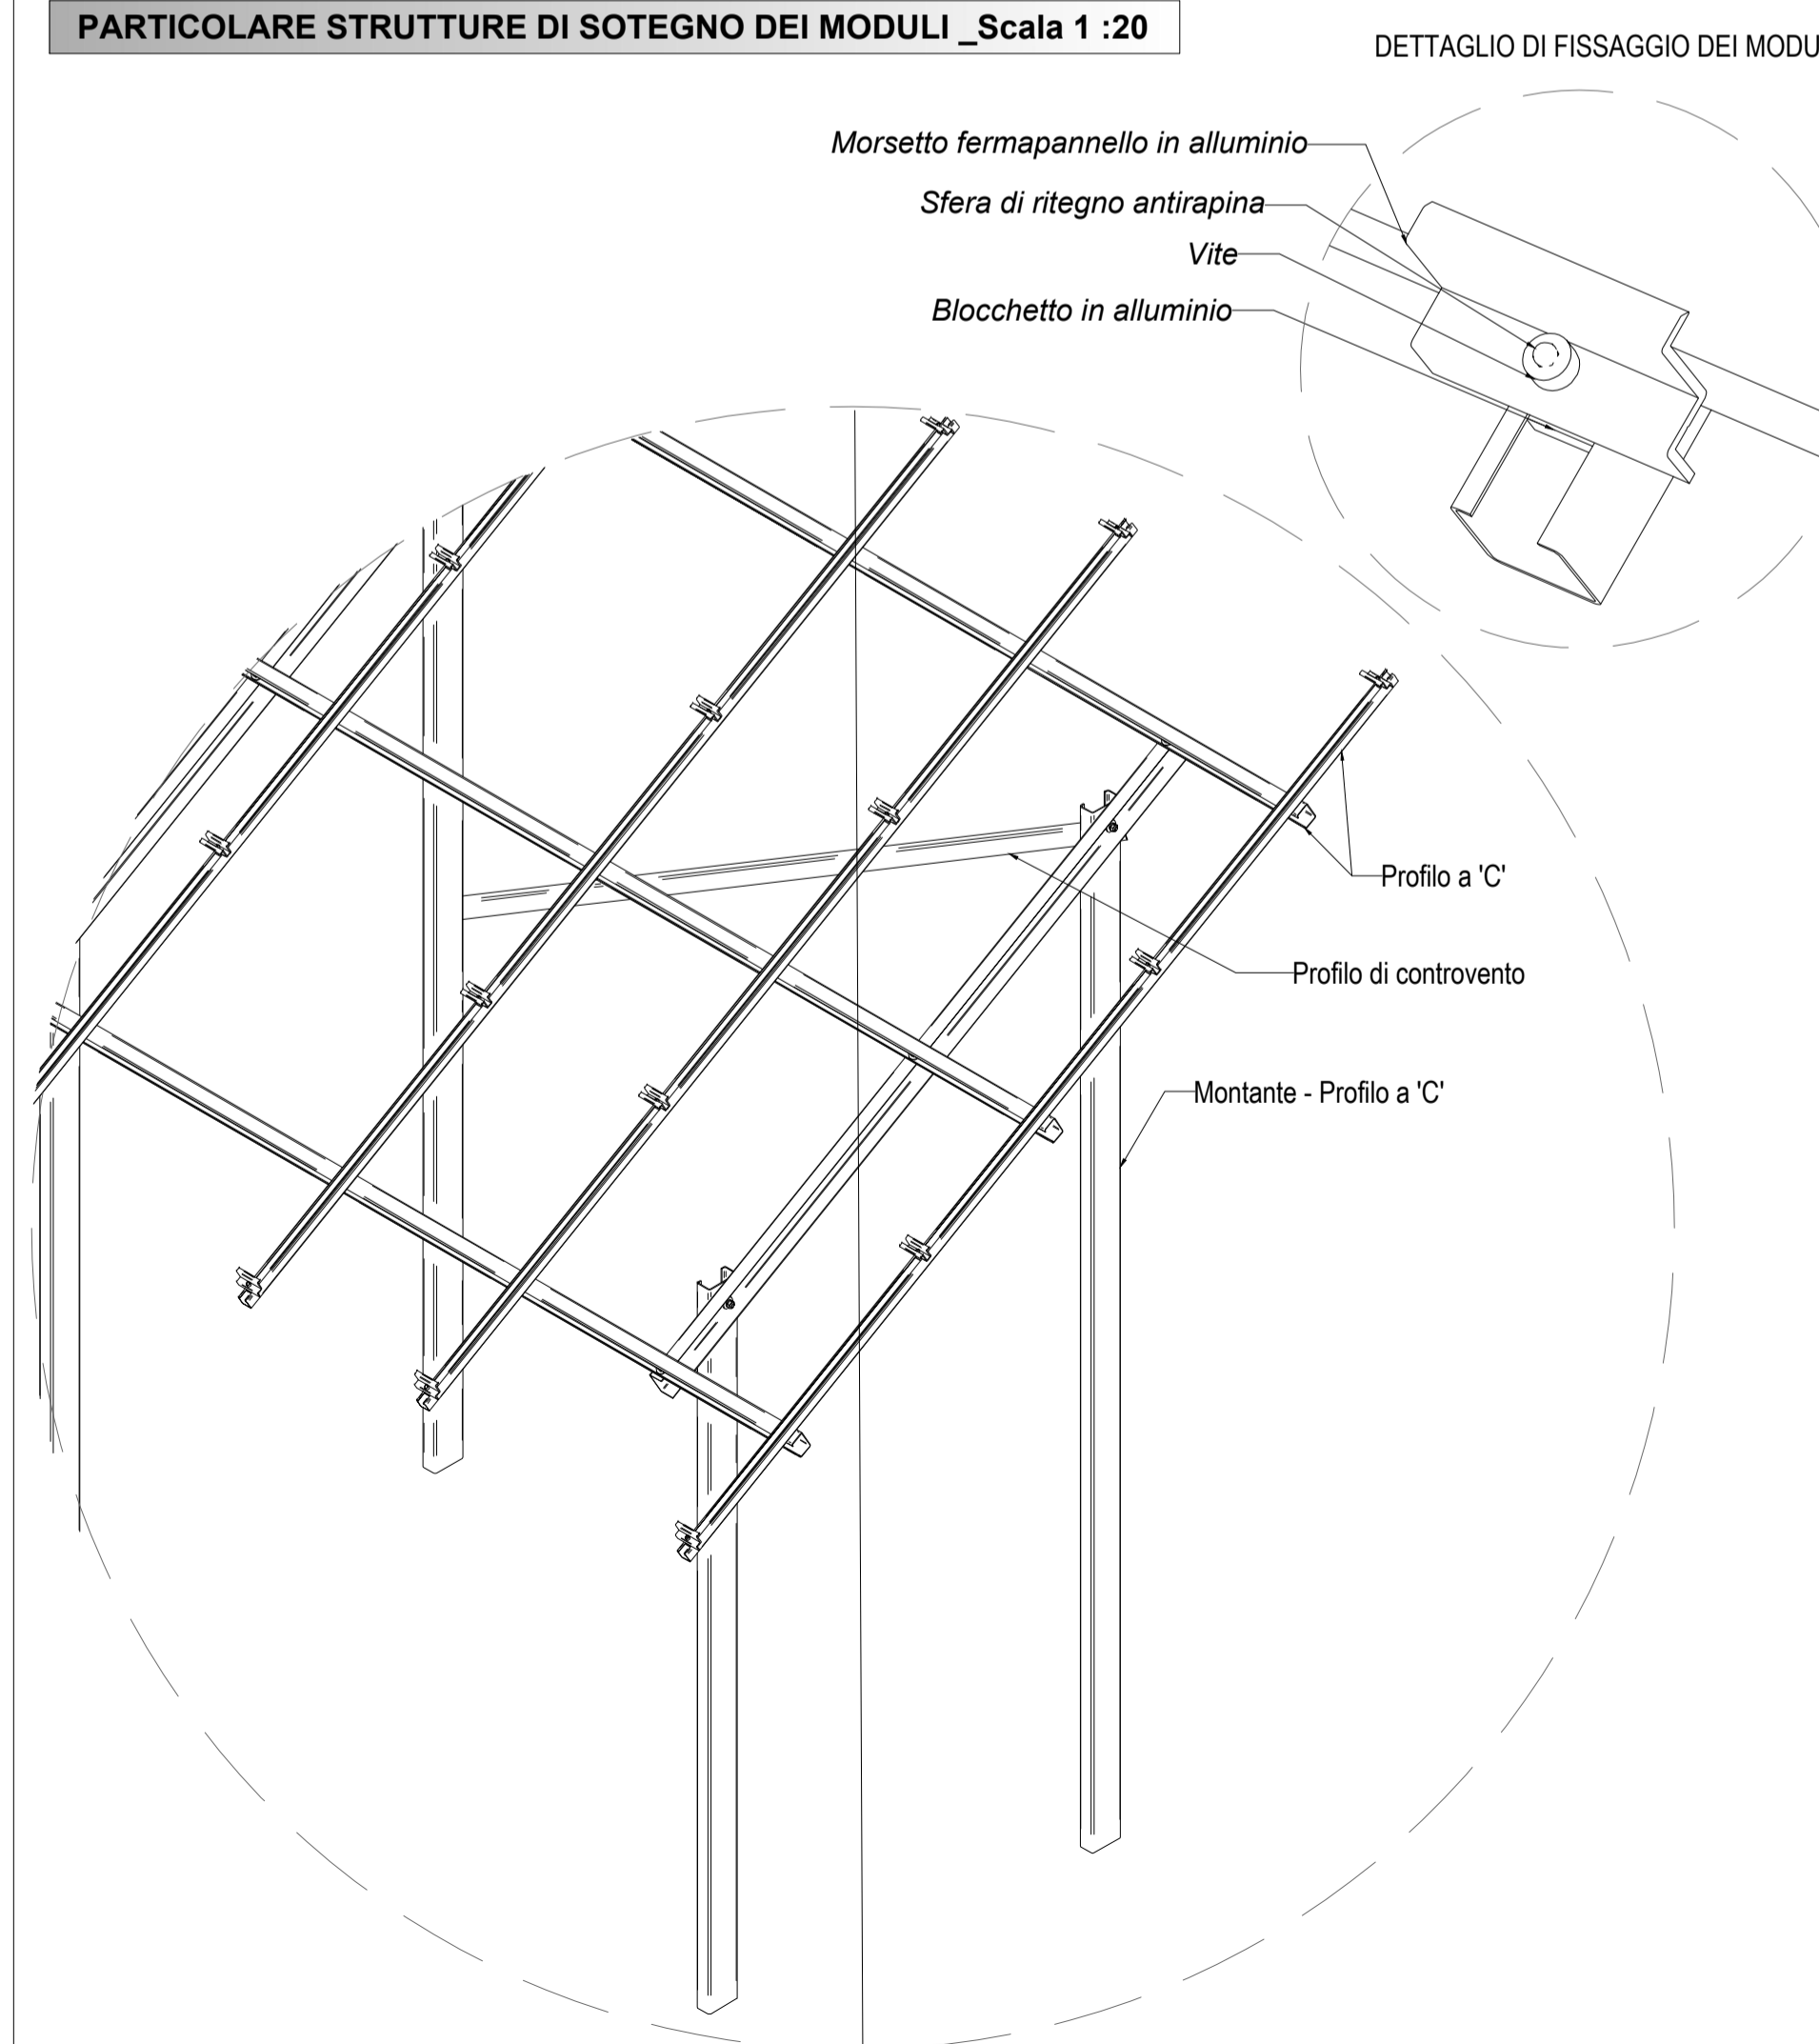 PARTICOLARE STRUTTURE DI SOTEGNO DEI MODULI _Scala 1 :20
DETTAGLIO DI FISSAGGIO DEI MODU
Morsetto fermapannello in alluminio
Sfera di ritegno antirapina
Vite
Blocchetto in alluminio
Profilo a 'C'
Profilo di controvento
Montante - Profilo a 'C'